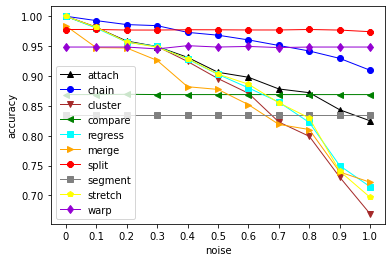 1.00
0.95
0.90
0.85
0.80
0.75
0.70
accuracy
attach
chain
cluster
compare
regress
merge
split
segment
stretch
warp
0 0.1 0.2 0.3 0.4 0.5 0.6 0.7 0.8 0.9 1.0
noise